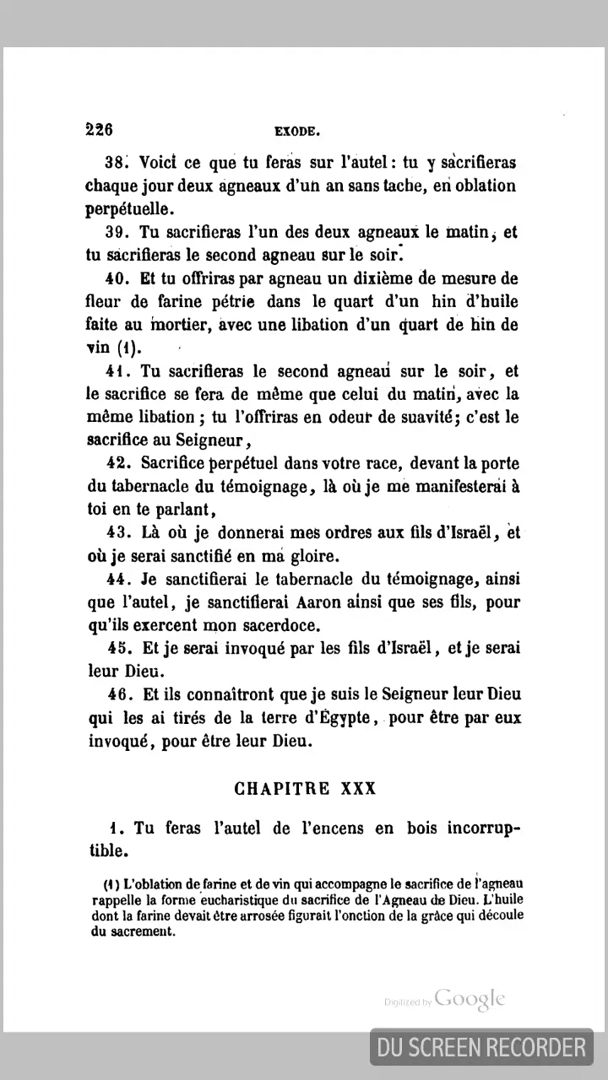 226
EXODE.
38. Voici ce que tu feras sur l'autel : tu y sacrifieras
chaque jour deux agneaux d'un an sans tache, en oblation
perpétuelle.
39. Tu sacrifieras l'un des deux agneaux le matin, et
tu sacrifieras le second agneau sur le soir.
40. Et tu offriras par agneau un dixième de mesure de
fleur de farine pétrie dans le quart d'un hin d'huile
faite au mortier, avec une libation d'un quart de hin de
vin (1).
41. Tu sacrifieras le second agneau sur le soir, et
le sacrifice se fera de même que celui du matin, avec la
même libation ; tu l'offriras en odeur de suavité; c'est le
sacrifice au Seigneur,
42. Sacrifice perpétuel dans votre race, devant la porte
du tabernacle du témoignage, là où je me manifesterai à
toi en te parlant,
43. Là où je donnerai mes ordres aux fils d'Israël, et
où je serai sanctifié en ma gloire.
44. Je sanctifierai le tabernacle du témoignage, ainsi
que l'autel, je sanctifierai Aaron ainsi que ses fils, pour
qu'ils exercent mon sacerdoce.
45. Et je serai invoqué par les fils d'Israël, et je serai
leur Dieu.
46. Et ils connaîtront que je suis le Seigneur leur Dieu
qui les ai tirés de la terre d'Égypte, pour être par eux
invoqué, pour être leur Dieu.
CHAPITRE XXX
1. Tu feras l'autel de l'encens en bois incorrup-
tible.
(1) L'oblation de farine et de vin qui accompagne le sacrifice de l'agneau
rappelle la forme eucharistique du sacrifice de l'Agneau de Dieu. L'huile
dont la farine devait être arrosée figurait l'onction de la grâce qui découle
du sacrement.
Digitized by Google
DU SCREEN RECORDER